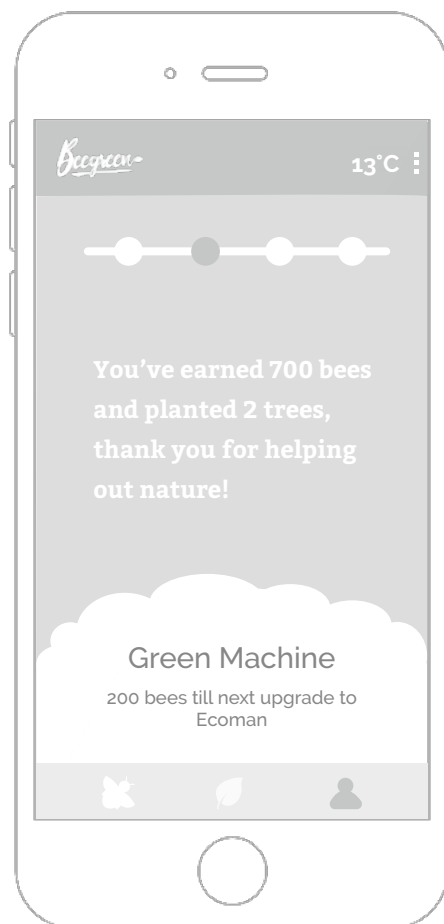 Beegreen
13°C
You've earned 700 bees
and planted 2 trees,
thank you for helping
out nature!
Green Machine
200 bees till next upgrade to
Ecoman